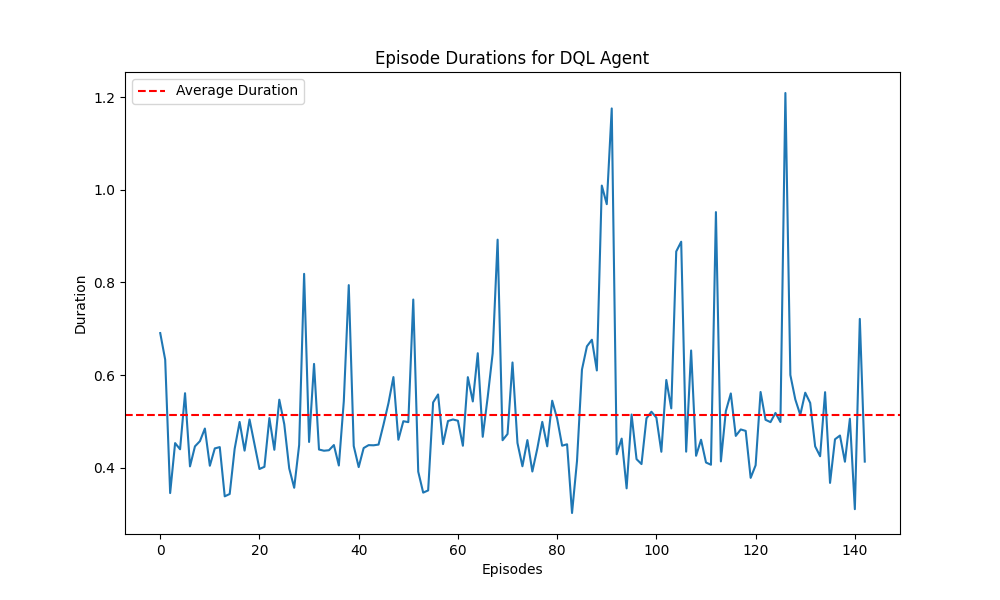 Episode Durations for DQL Agent
Average Duration
1.2
1.0
0.8
0.6
0.4
Duration
0 20 40 60 80 100 120 140
Episodes